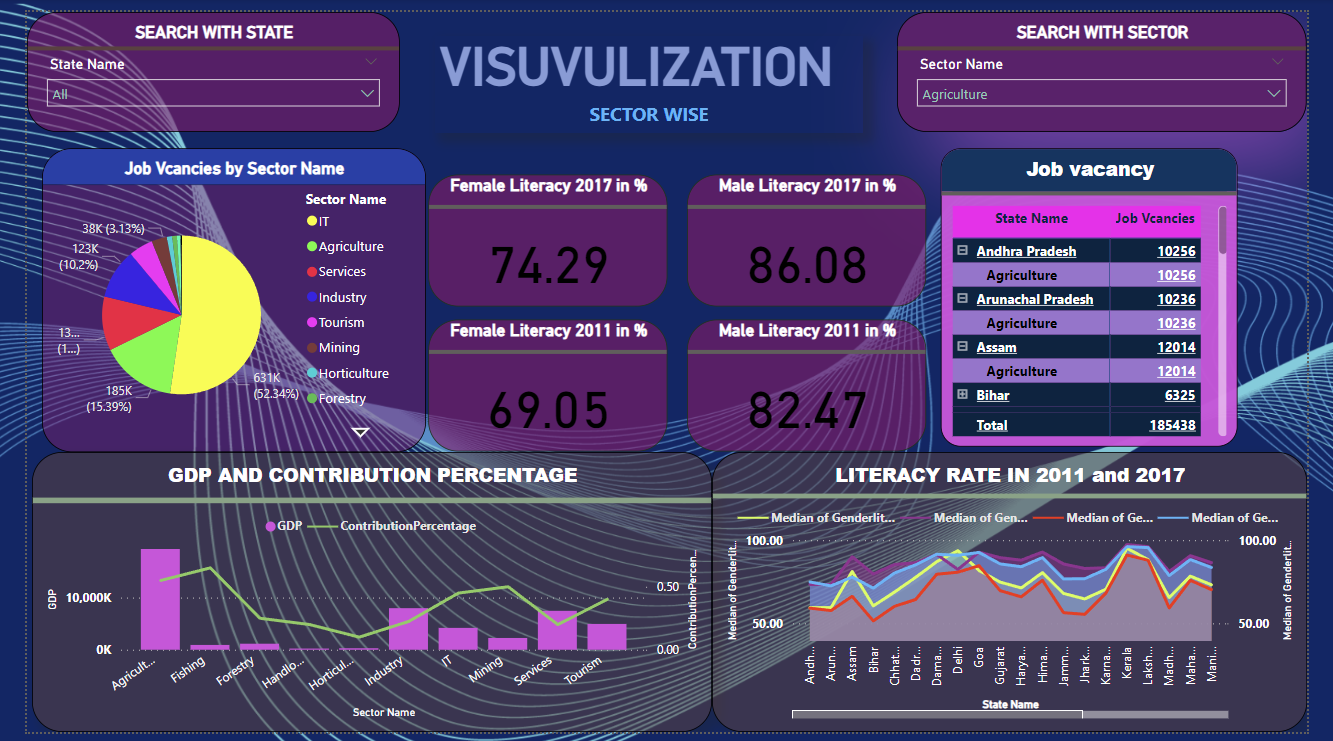 SEARCH WITH STATE
State Name
All
VISUVULIZATION
SECTOR WISE
SEARCH WITH SECTOR
Sector Name
Agriculture
Job Vcancies by Sector Name
Sector Name
IT
Agriculture
Services
Industry
Tourism
Mining
Horticulture
Forestry
38K (3.13%)
123K
(10.2%)
13...
(1...)
185K
(15.39%)
631K
(52.34%)
Female Literacy 2017 in %
74.29
Male Literacy 2017 in %
86.08
Female Literacy 2011 in %
69.05
Male Literacy 2011 in %
82.47
Job vacancy
State Name Job Vcancies
Andhra Pradesh 10256
Agriculture 10256
Arunachal Pradesh 10236
Agriculture 10236
Assam 12014
Agriculture 12014
Bihar 6325
Total 185438
GDP AND CONTRIBUTION PERCENTAGE
GDP ContributionPercentage
GDP
10,000K
0K
0.50
0.00
ContributionPercen...
Agricult...
Fishing
Forestry
Handlo...
Horticul...
Industry
IT
Mining
Services
Tourism
Sector Name
LITERACY RATE IN 2011 and 2017
Median of Genderlit... Median of Gen... Median of Ge... Median of Ge...
Median of Genderlit...
100.00
50.00
100.00
50.00
Median of Genderlit...
Andh...
Arun...
Assam
Bihar
Chhat...
Dadr...
Dama...
Delhi
Goa
Gujarat
Harya...
Hima...
Jamm...
Jhark...
Karna...
Kerala
Laksh...
Madh...
Maha...
Mani...
State Name